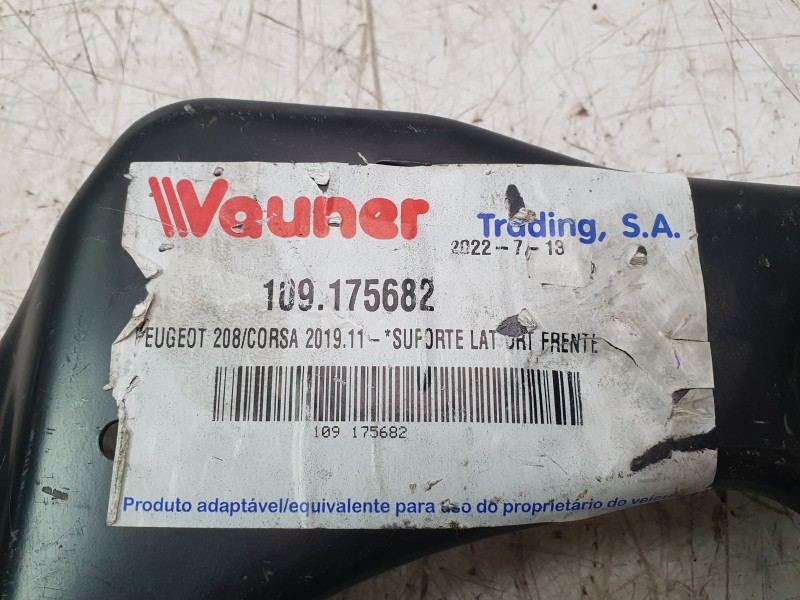 Vauner Trading, S.A.
2022-7-13
109.175682
PEUGEOT 208/CORSA 2019.11-*SUPORTE LAT DRT FRENTE
109 175682
Produto adaptável/equivalente para uso do proprietário do